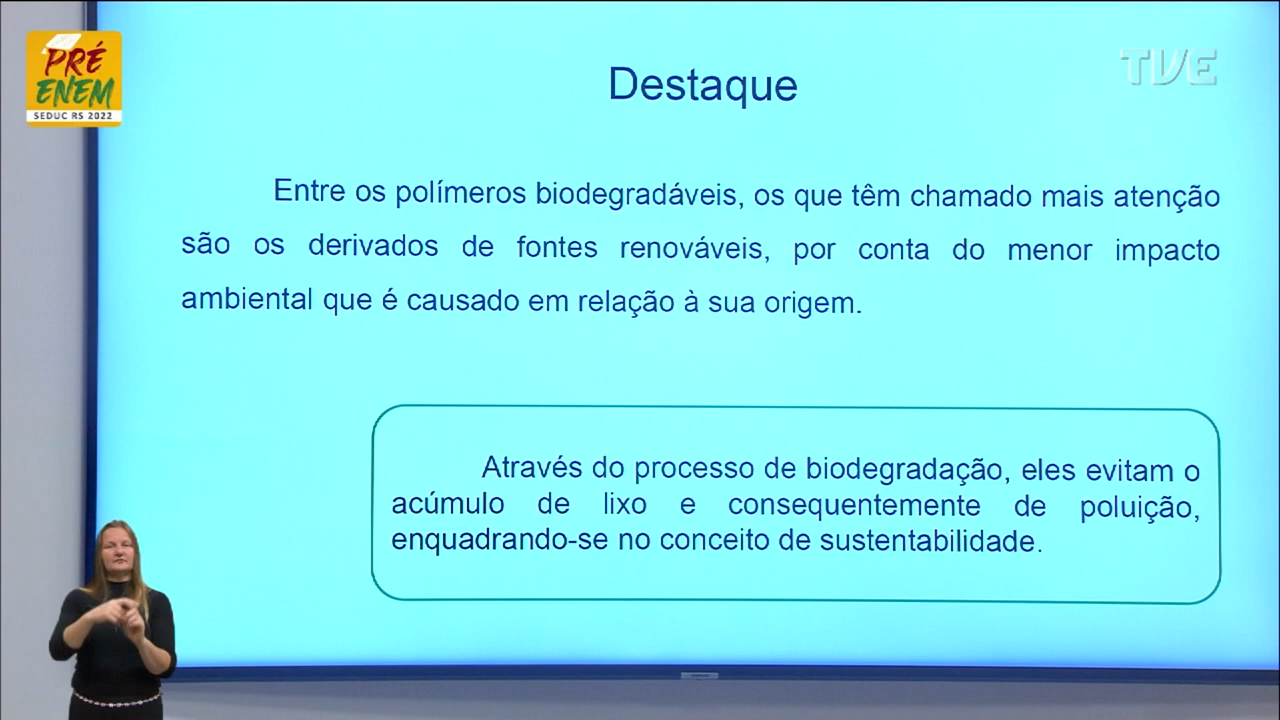 PRÉ
ENEM
SEDUC RS 2022
TVE
Destaque
Entre os polímeros biodegradáveis, os que têm chamado mais atenção
são os derivados de fontes renováveis, por conta do menor impacto
ambiental que é causado em relação à sua origem.
Através do processo de biodegradação, eles evitam o
acúmulo de lixo e consequentemente de poluição,
enquadrando-se no conceito de sustentabilidade.